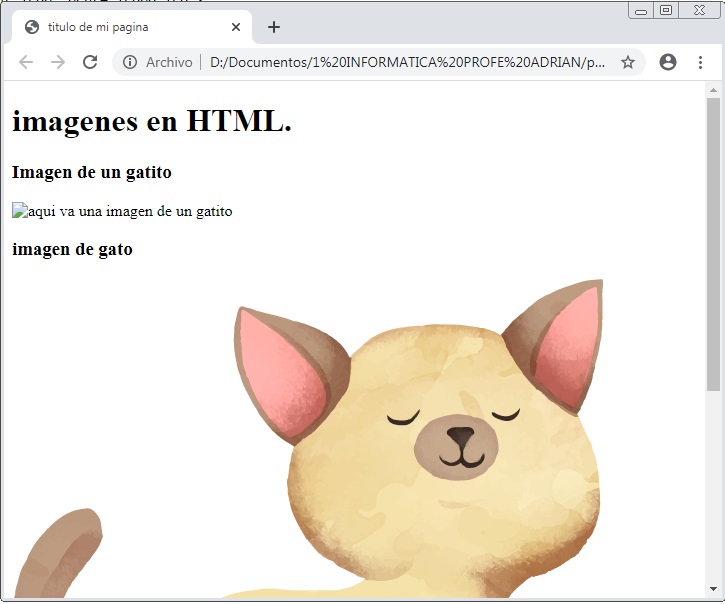 titulo de mi pagina
Archivo D:/Documentos/1%20INFORMATICA%20PROFE%20ADRIAN/p...
imagenes en HTML.
Imagen de un gatito
aqui va una imagen de un gatito
imagen de gato